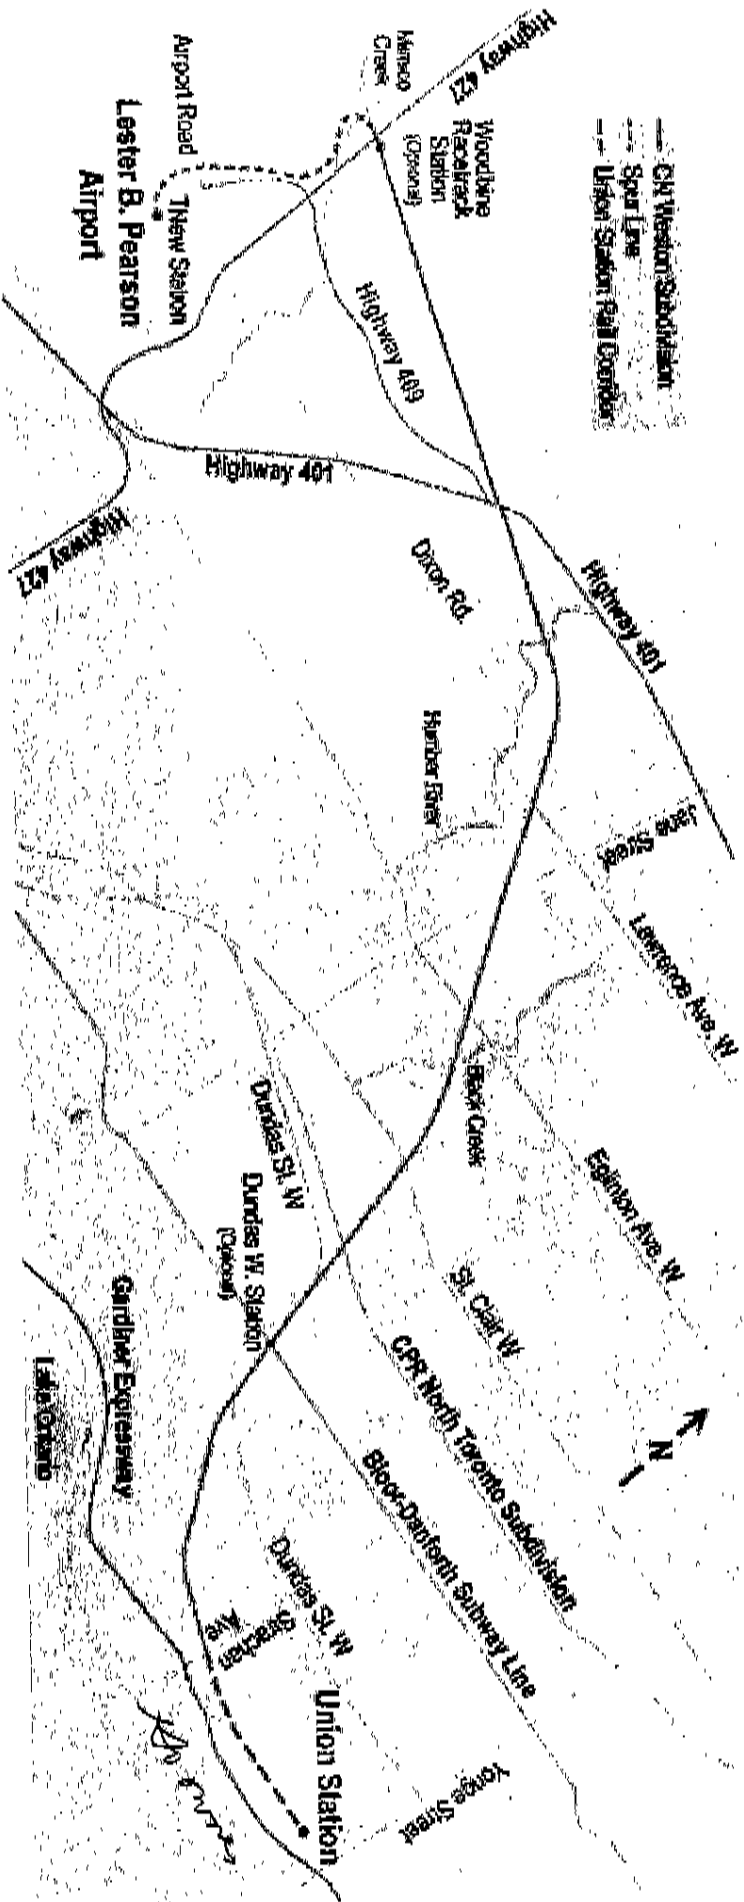 CN Weston Subdivision
Spur Line
Union Station Rail Corridor
Highway 427
Mimico
Creek
Woodbine
Racetrack
Station
(Optional)
Airport Road
TNew Station
Lester B. Pearson
Airport
Highway 409
Highway 401
Highway 427
Dixon Rd.
Highway 401
Humber River
Jane
Street
Lawrence Ave. W
Black Creek
Eglinton Ave. W
Dundas St. W
Dundas W. Station
(Optional)
St. Clair W
CPR North Toronto Subdivision
N
Bloor-Danforth Subway Line
Gardiner Expressway
Lake Ontario
Dundas St. W
Strachan
Ave
Union Station
Yonge Street